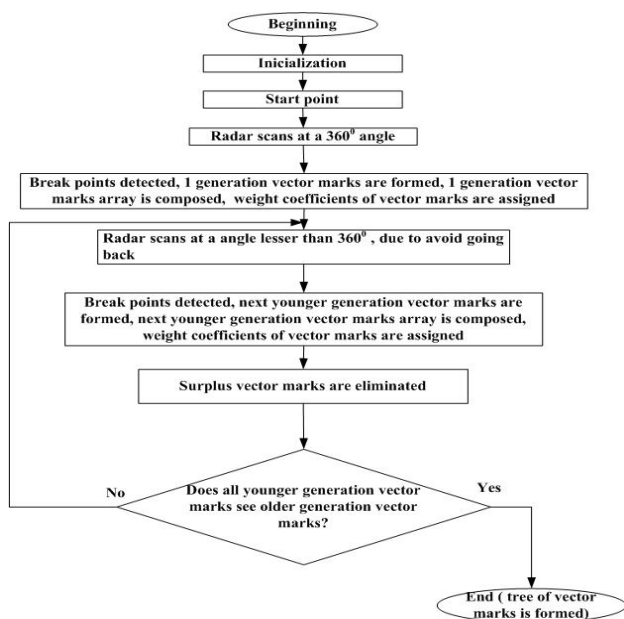 Beginning
Inicialization
Start point
Radar scans at a 360⁰ angle
Break points detected, 1 generation vector marks are formed, 1 generation vector
marks array is composed, weight coefficients of vector marks are assigned
Radar scans at a angle lesser than 360⁰ , due to avoid going
back
Break points detected, next younger generation vector marks are
formed, next younger generation vector marks array is composed,
weight coefficients of vector marks are assigned
Surplus vector marks are eliminated
No
Does all younger generation vector
marks see older generation vector
marks?
Yes
End ( tree of vector
marks is formed)